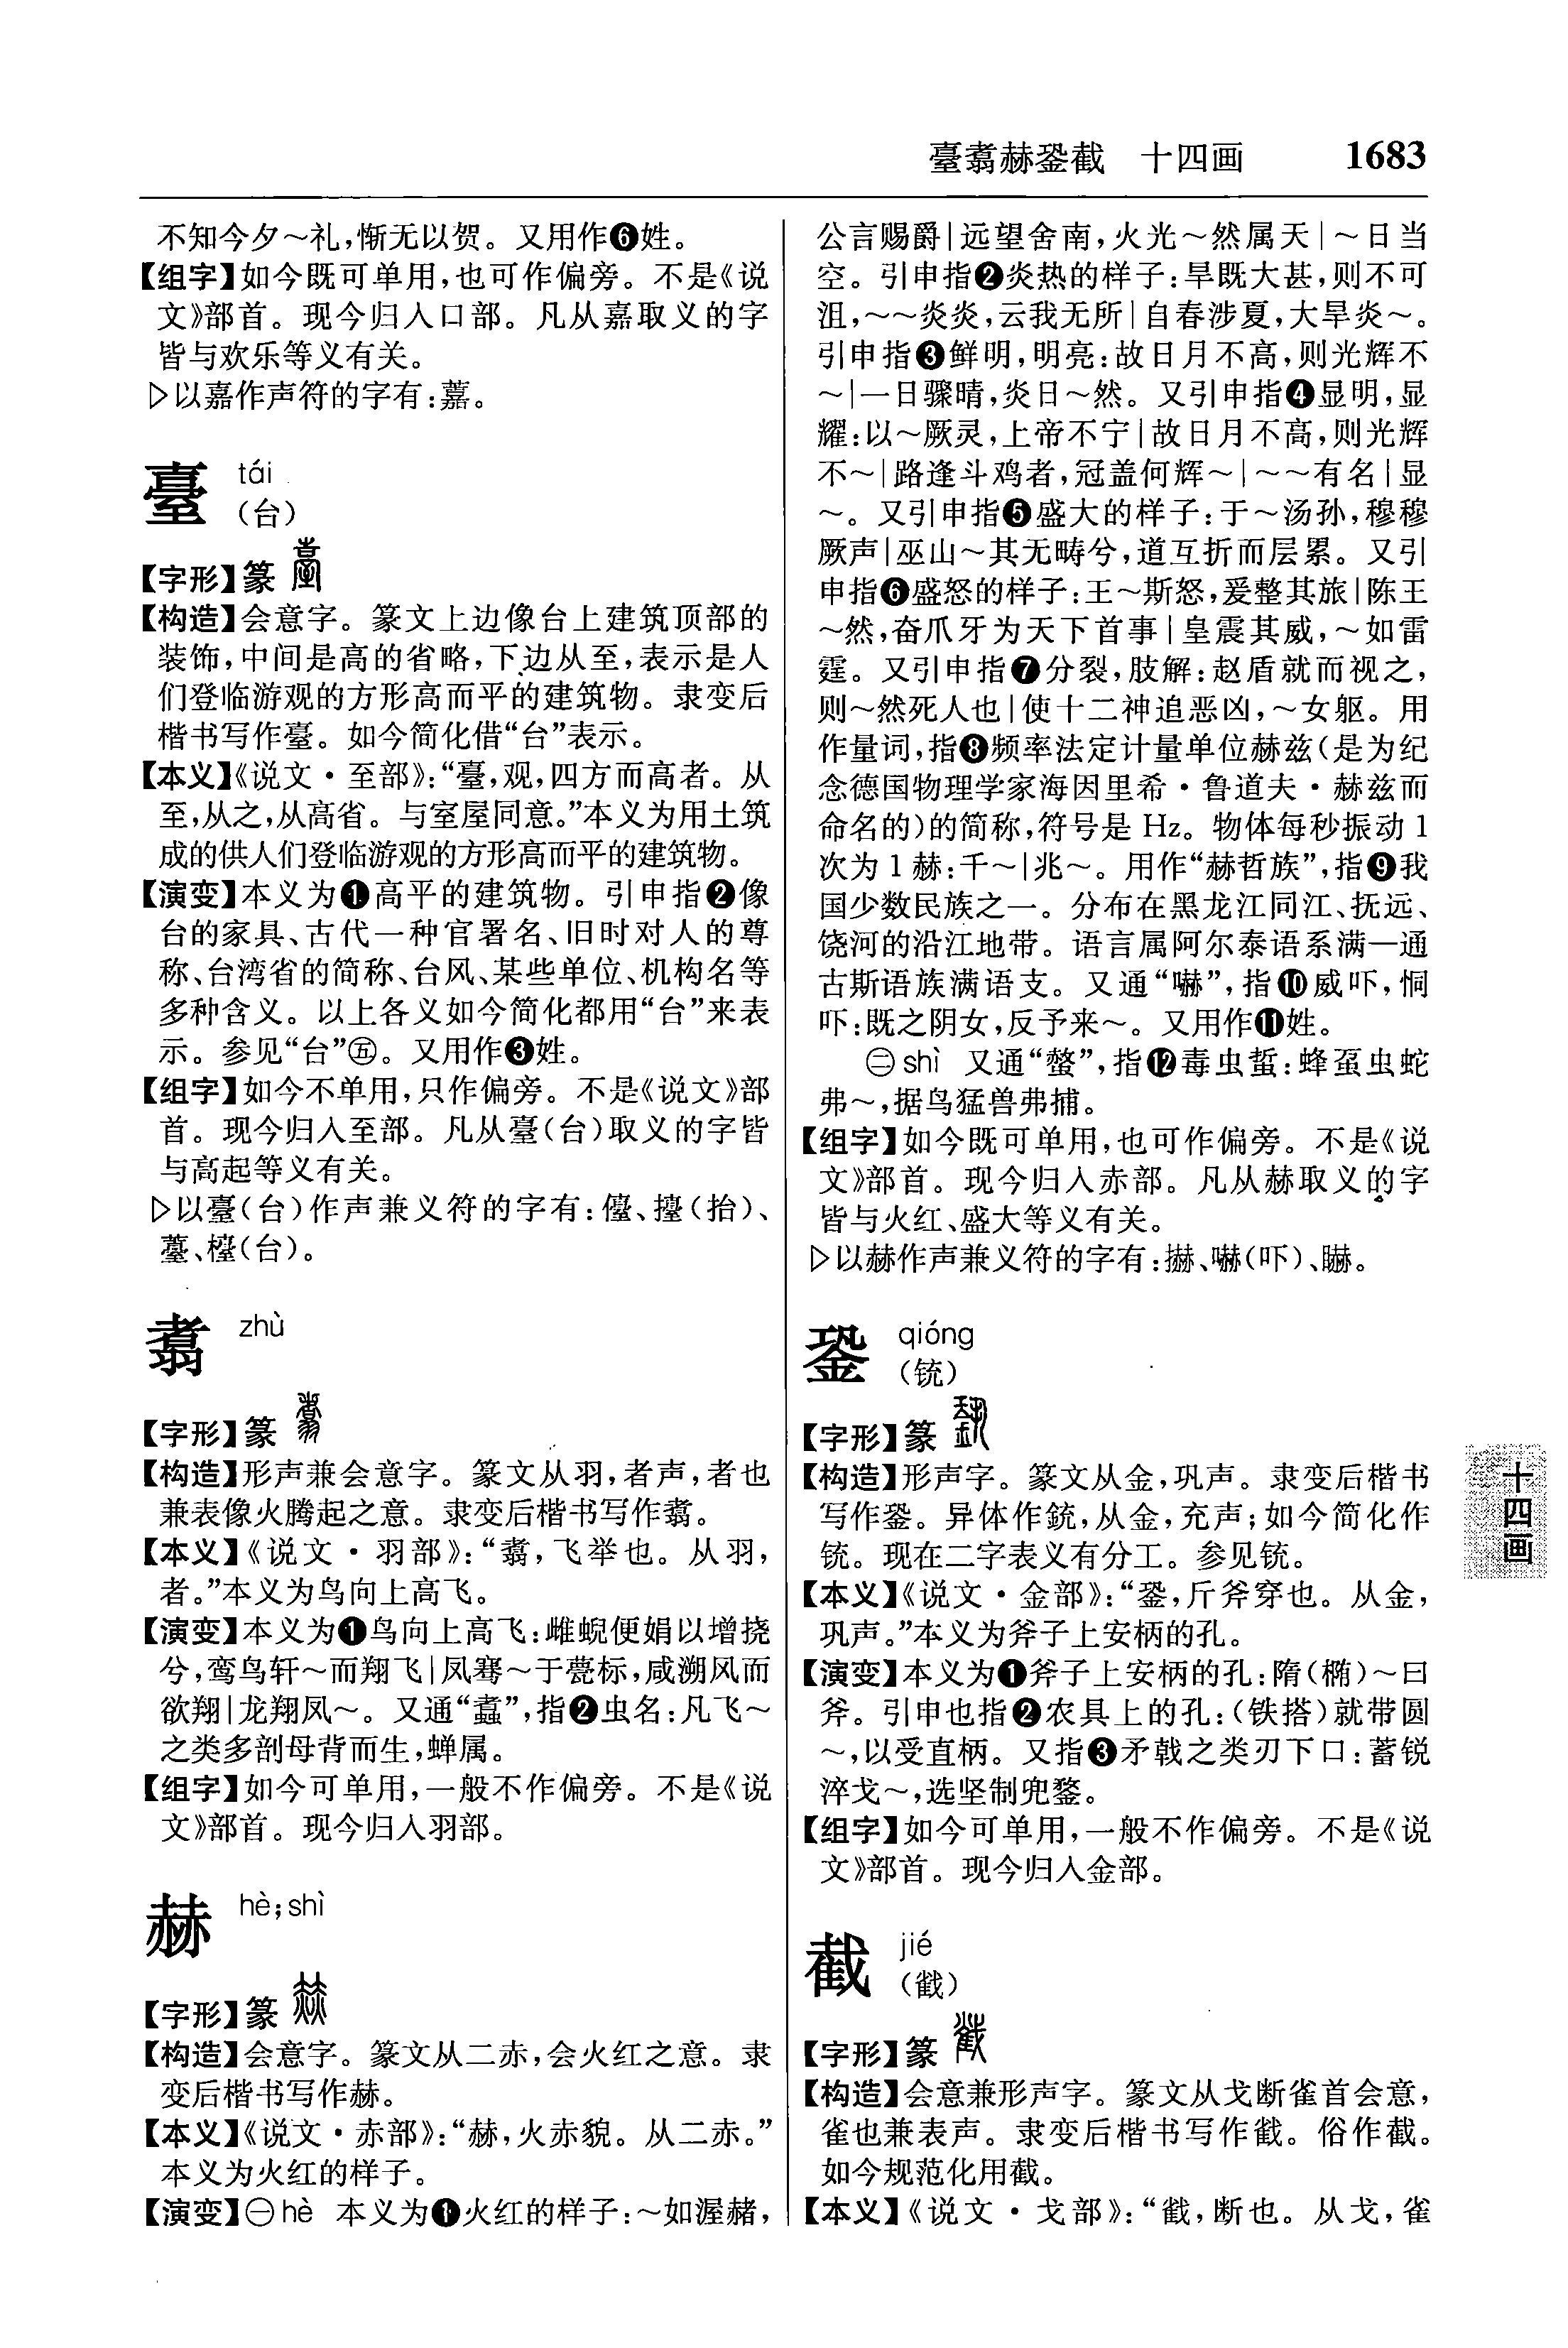 臺翥赫銎截　十四画　1683
不知今夕～礼，惭无以贺。又用作❻姓。
【组字】如今既可单用，也可作偏旁。不是《说
文》部首。现今归入口部。凡从嘉取义的字
皆与欢乐等义有关。
▷以嘉作声符的字有：藞。
臺 tái
（台）
【字形】篆
【构造】会意字。篆文上边像台上建筑顶部的
装饰，中间是高的省略，下边从至，表示是人
们登临游观的方形高而平的建筑物。隶变后
楷书写作臺。如今简化借“台”表示。
【本义】《说文·至部》：“臺，观，四方而高者。从
至，从之，从高省。与室屋同意。”本义为用土筑
成的供人们登临游观的方形高而平的建筑物。
【演变】本义为❶高平的建筑物。引申指❷像
台的家具、古代一种官署名、旧时对人的尊
称、台湾省的简称、台风、某些单位、机构名等
多种含义。以上各义如今简化都用“台”来表
示。参见“台”㊄。又用作❸姓。
【组字】如今不单用，只作偏旁。不是《说文》部
首。现今归入至部。凡从臺（台）取义的字皆
与高起等义有关。
▷以臺（台）作声兼义符的字有：儓、擡（抬）、
薹、檯（台）。
翥 zhù
【字形】篆
【构造】形声兼会意字。篆文从羽，者声，者也
兼表像火腾起之意。隶变后楷书写作翥。
【本义】《说文·羽部》：“翥，飞举也。从羽，
者。”本义为鸟向上高飞。
【演变】本义为❶鸟向上高飞：雌蜺便娟以增挠
兮，鸾鸟轩～而翔飞|凤骞～于甍标，咸溯风而
欲翔|龙翔凤～。又通“蠚”，指❷虫名：凡飞～
之类多剖母背而生，蝉属。
【组字】如今可单用，一般不作偏旁。不是《说
文》部首。现今归入羽部。
赫 hè；shì
【字形】篆
【构造】会意字。篆文从二赤，会火红之意。隶
变后楷书写作赫。
【本义】《说文·赤部》：“赫，火赤貌。从二赤。”
本义为火红的样子。
【演变】㊀hè 本义为❶火红的样子：～如渥赭，
公言赐爵|远望舍南，火光～然属天|～日当
空。引申指❷炎热的样子：旱既大甚，则不可
沮，～～炎炎，云我无所|自春涉夏，大旱炎～。
引申指❸鲜明，明亮：故日月不高，则光辉不
～|一日骤晴，炎日～然。又引申指❹显明，显
耀：以～厥灵，上帝不宁|故日月不高，则光辉
不～|路逢斗鸡者，冠盖何辉～|～～有名|显
～。又引申指❺盛大的样子：于～汤孙，穆穆
厥声|巫山～其无畴兮，道互折而层累。又引
申指❻盛怒的样子：王～斯怒，爰整其旅|陈王
～然，奋爪牙为天下首事|皇震其威，～如雷
霆。又引申指❼分裂，肢解：赵盾就而视之，
则～然死人也|使十二神追恶凶，～女躯。用
作量词，指❽频率法定计量单位赫兹（是为纪
念德国物理学家海因里希·鲁道夫·赫兹而
命名的）的简称，符号是 Hz。物体每秒振动 1
次为 1 赫：千～|兆～。用作“赫哲族”，指❾我
国少数民族之一。分布在黑龙江同江、抚远、
饶河的沿江地带。语言属阿尔泰语系满—通
古斯语族满语支。又通“嚇”，指❿威吓，恫
吓：既之阴女，反予来～。又用作⓫姓。
㊁shì 又通“螫”，指⓬毒虫蜇：蜂虿虫蛇
弗～，据鸟猛兽弗捕。
【组字】如今既可单用，也可作偏旁。不是《说
文》部首。现今归入赤部。凡从赫取义的字
皆与火红、盛大等义有关。
▷以赫作声兼义符的字有：攇、嚇（吓）、爀。
銎 qióng
（铳）
【字形】篆
【构造】形声字。篆文从金，巩声。隶变后楷书
写作銎。异体作銃，从金，充声；如今简化作
铳。现在二字表义有分工。参见铳。
【本义】《说文·金部》：“銎，斤斧穿也。从金，
巩声。”本义为斧子上安柄的孔。
【演变】本义为❶斧子上安柄的孔：隋（椭）～曰
斧。引申也指❷农具上的孔：（铁搭）就带圆
～，以受直柄。又指❸矛戟之类刃下口：蓄锐
淬戈～，选坚制兜鍪。
【组字】如今可单用，一般不作偏旁。不是《说
文》部首。现今归入金部。
截 jié
（戳）
【字形】篆
【构造】会意兼形声字。篆文从戈断雀首会意，
雀也兼表声。隶变后楷书写作戳。俗作截。
如今规范化用截。
【本义】《说文·戈部》：“戳，断也。从戈，雀
十四画